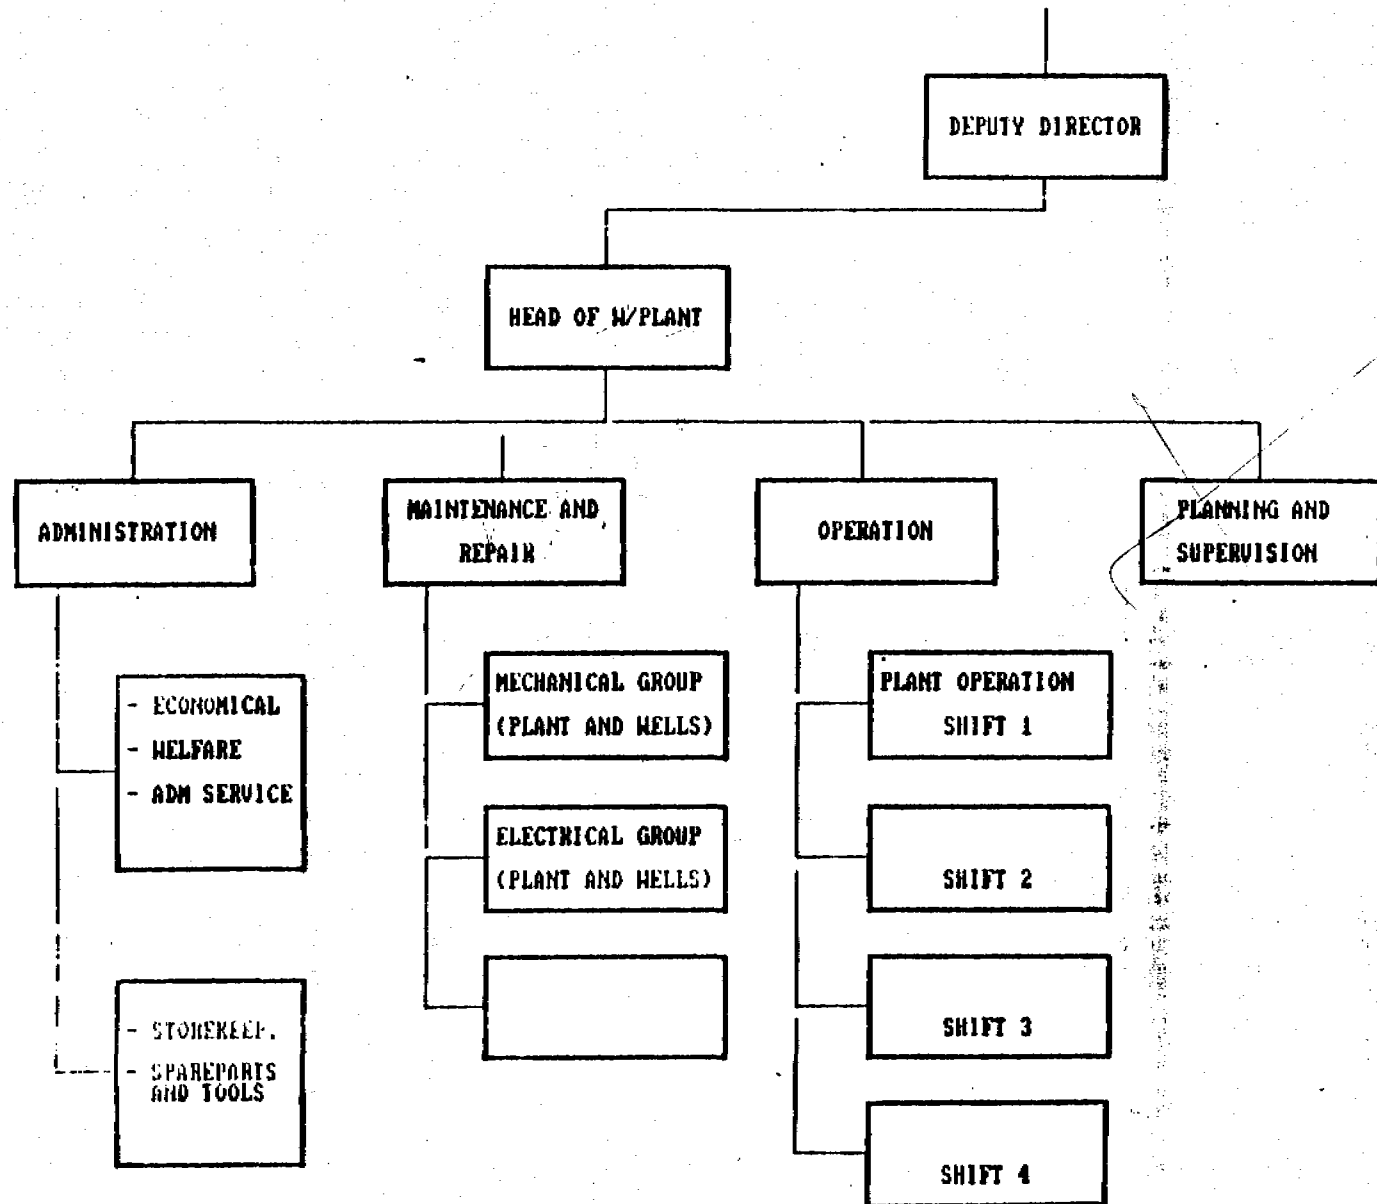 DEPUTY DIRECTOR
HEAD OF W/PLANT
ADMINISTRATION
MAINTENANCE AND
REPAIR
OPERATION
PLANNING AND
SUPERVISION
- ECONOMICAL
- WELFARE
- ADM SERVICE
- STOREKEEP.
- SPAREPARTS
AND TOOLS
MECHANICAL GROUP
(PLANT AND WELLS)
ELECTRICAL GROUP
(PLANT AND WELLS)
PLANT OPERATION
SHIFT 1
SHIFT 2
SHIFT 3
SHIFT 4